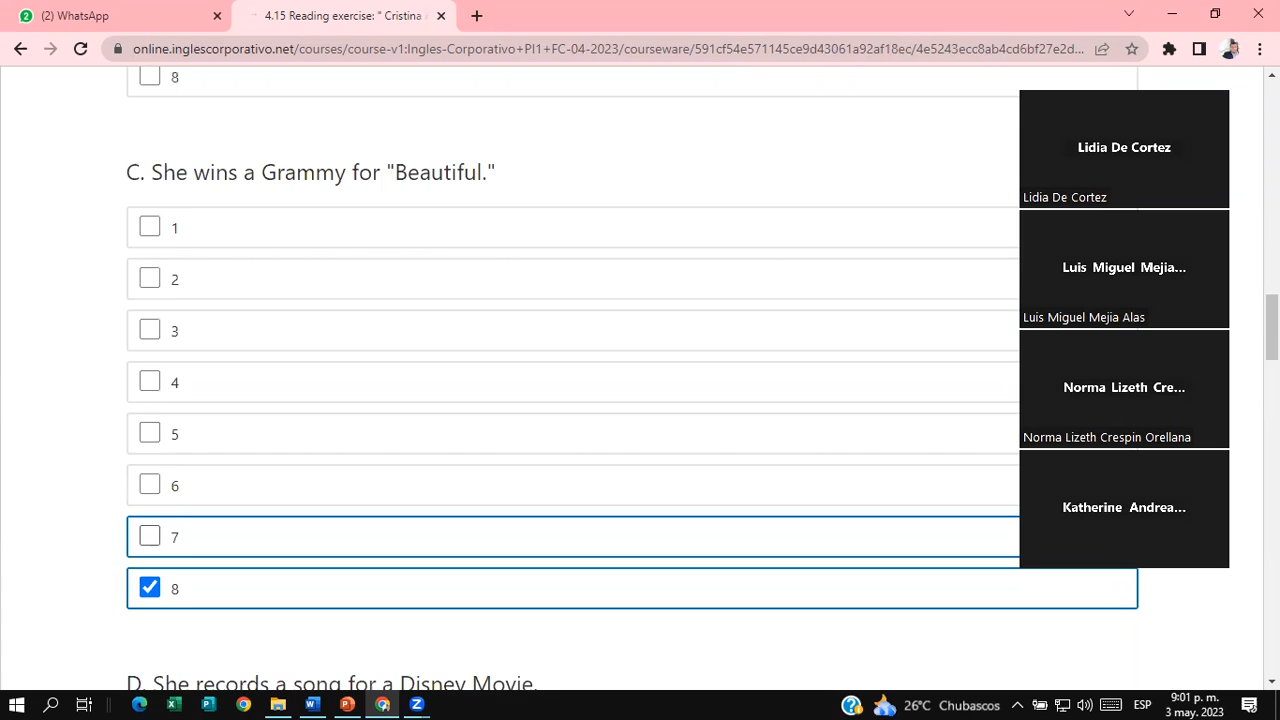 (2) WhatsApp
4.15 Reading exercise: " Cristina
online.inglescorporativo.net/courses/course-v1:Ingles-Corporativo+PI1+FC-04-2023/courseware/591cf54e571145ce9d43061a92af18ec/4e5243ecc8ab4cd6bf27e2d...
8
C. She wins a Grammy for "Beautiful."
1
2
3
4
5
6
7
8
D. She records a song for a Disney Movie.
Lidia De Cortez
Lidia De Cortez
Luis Miguel Mejia...
Luis Miguel Mejia Alas
Norma Lizeth Cre...
Norma Lizeth Crespin Orellana
Katherine Andrea...
26°C Chubascos
ESP
9:01 p. m.
3 may. 2023